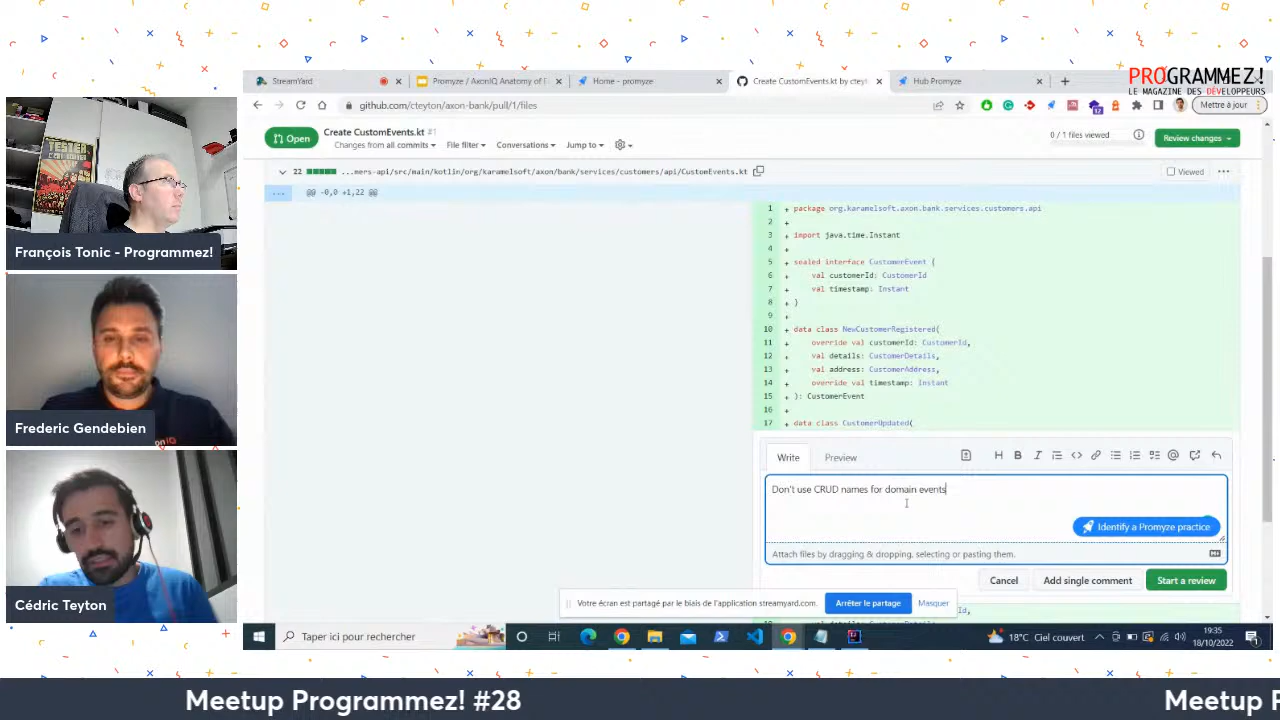 PROGRAMMEZ!
LE MAGAZINE DES DÉVELOPPEURS
StreamYard
Promyze / AxonIQ Anatomy of
Home - promyze
Create CustomEvents.kt by cteyt
Hub Promyze
github.com/cteyton/axon-bank/pull/1/files
Mettre à jour
Open
Create CustomEvents.kt #1
Changes from all commits
File filter
Conversations
Jump to
0 / 1 files viewed
Review changes
22
...mers-api/src/main/kotlin/org/karamelsoft/axon/bank/services/customers/api/CustomEvents.kt
Viewed
@@ -0,0 +1,22 @@
1 + package org.karamelsoft.axon.bank.services.customers.api
2 +
3 + import java.time.Instant
4 +
5 + sealed interface CustomerEvent {
6 + val customerId: CustomerId
7 + val timestamp: Instant
8 + }
9 +
10 + data class NewCustomerRegistered(
11 + override val customerId: CustomerId,
12 + val details: CustomerDetails,
13 + val address: CustomerAddress,
14 + override val timestamp: Instant
15 + ): CustomerEvent
16 +
17 + data class CustomerUpdated(
Write
Preview
Don't use CRUD names for domain events
Identify a Promyze practice
Attach files by dragging & dropping, selecting or pasting them.
Cancel
Add single comment
Start a review
Votre écran est partagé par le biais de l'application streamyard.com.
Arrêter le partage
Masquer
Taper ici pour rechercher
18°C Ciel couvert
19:35
18/10/2022
TESTER
François Tonic - Programmez!
Frederic Gendebien
Cédric Teyton
Meetup Programmez! #28
Meetup P